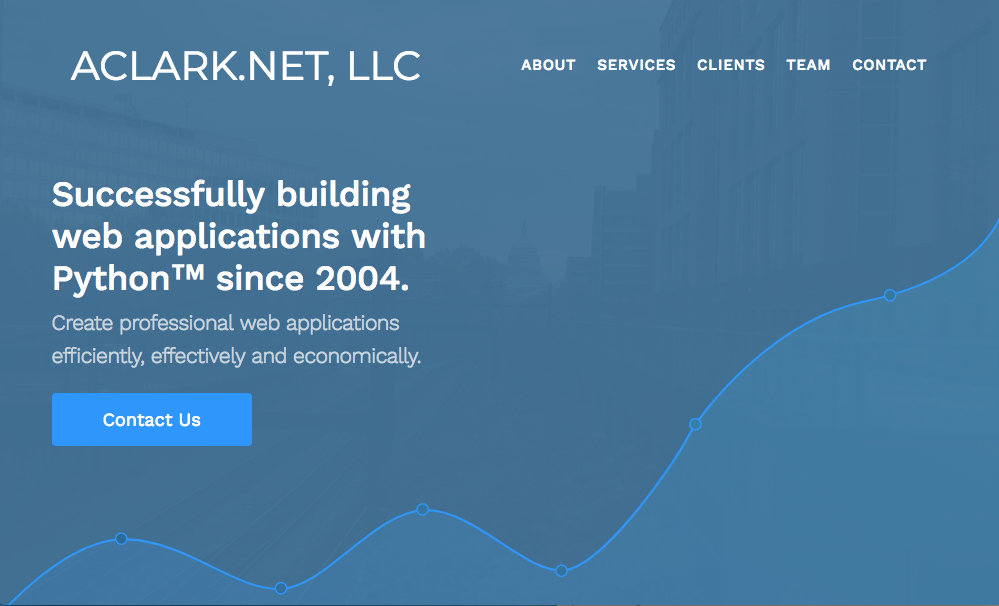 ACLARK.NET, LLC
ABOUT SERVICES CLIENTS TEAM CONTACT
Successfully building
web applications with
Python™ since 2004.
Create professional web applications
efficiently, effectively and economically.
Contact Us